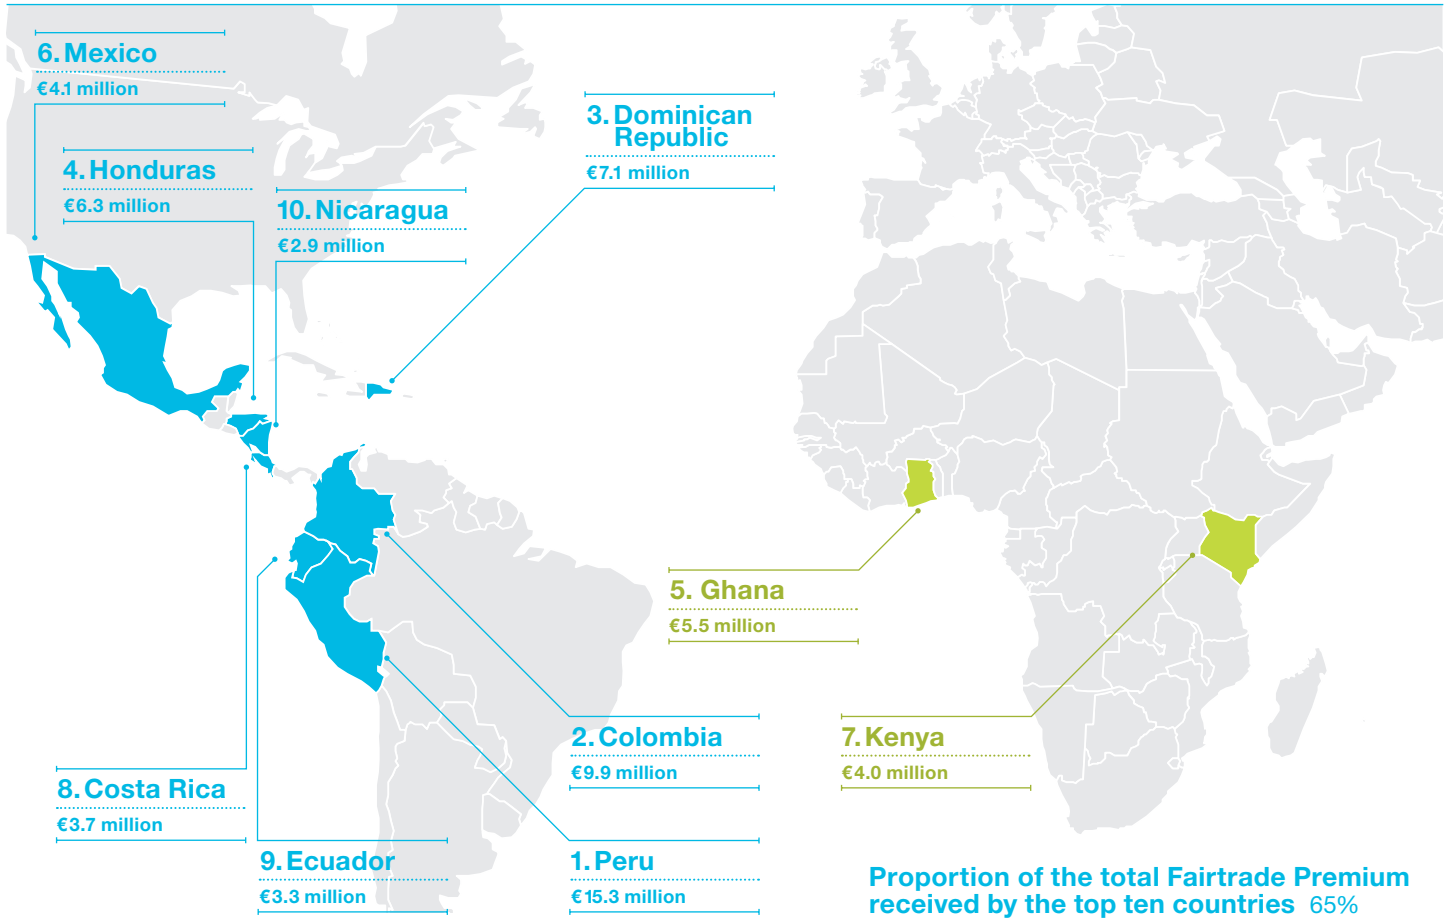 6. Mexico
€4.1 million
4. Honduras
€6.3 million
10. Nicaragua
€2.9 million
3. Dominican
Republic
€7.1 million
5. Ghana
€5.5 million
2. Colombia
€9.9 million
7. Kenya
€4.0 million
8. Costa Rica
€3.7 million
9. Ecuador
€3.3 million
1. Peru
€15.3 million
Proportion of the total Fairtrade Premium
received by the top ten countries 65%